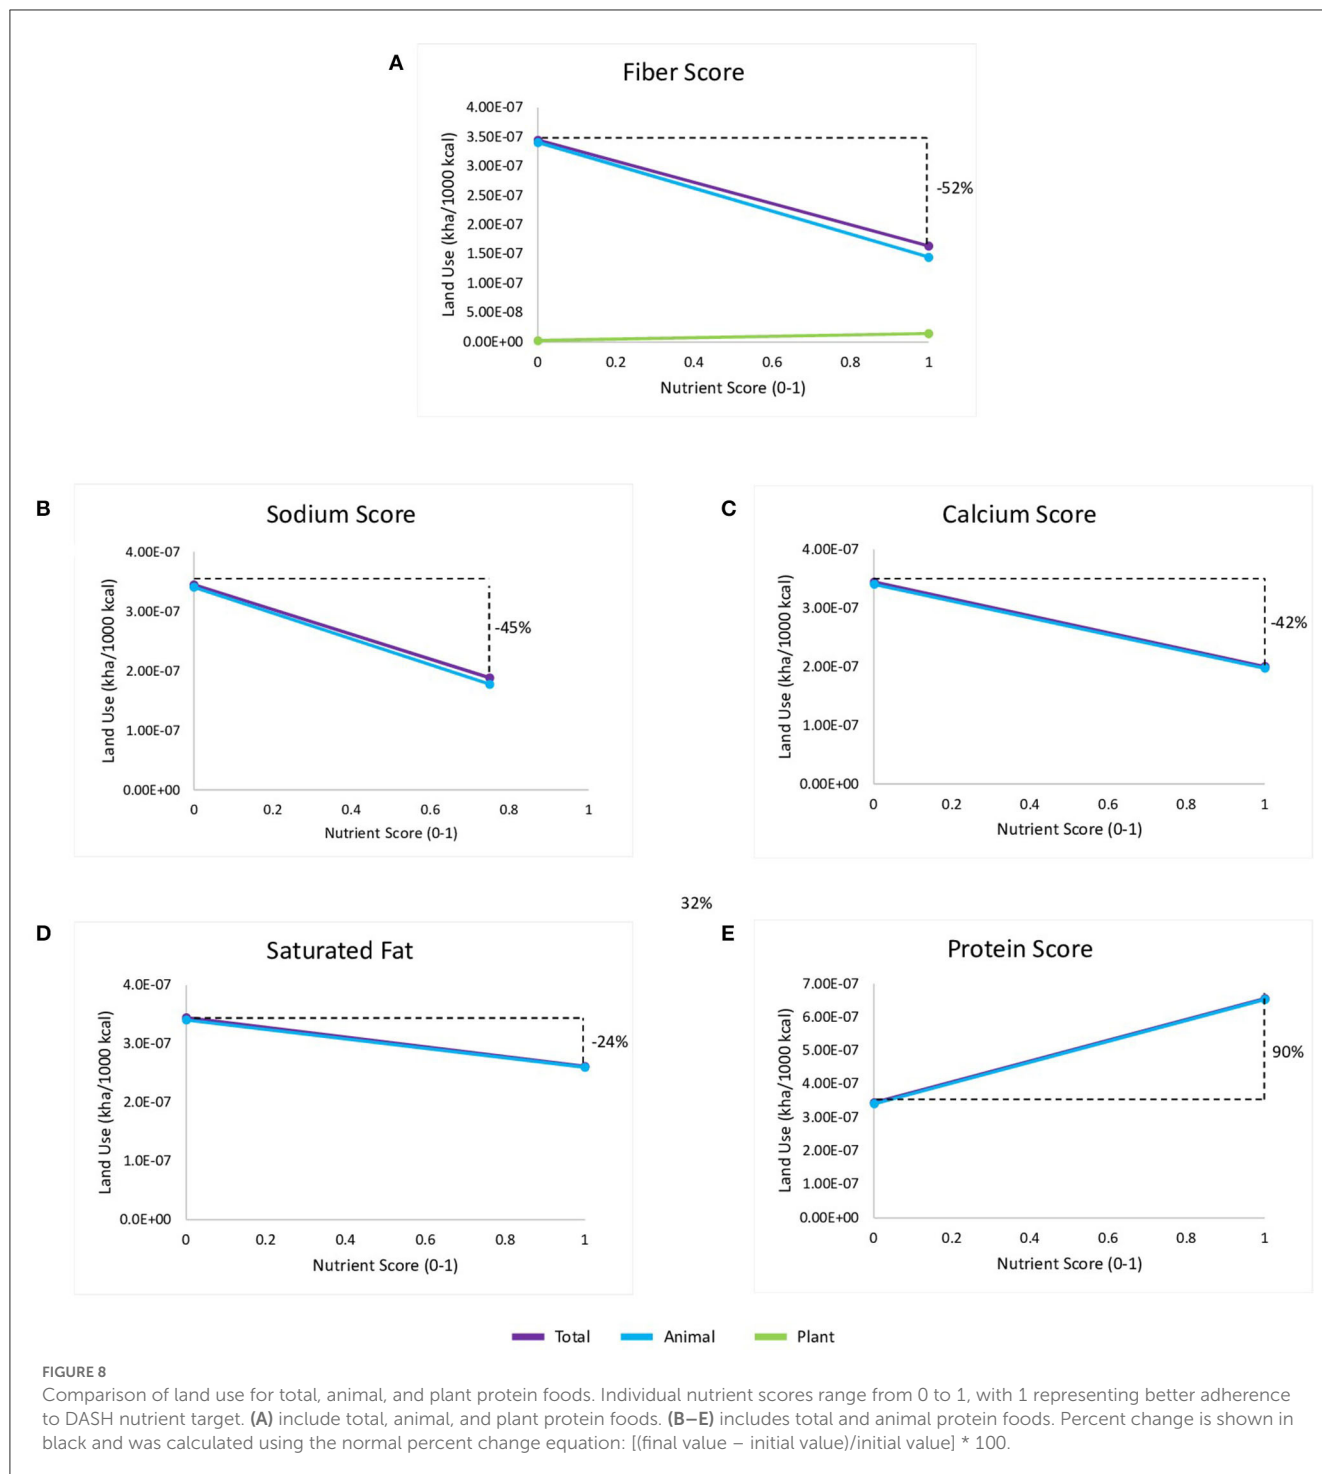 A
Fiber Score
4.00E-07
3.50E-07
3.00E-07
2.50E-07
2.00E-07
1.50E-07
1.00E-07
5.00E-08
0.00E+00
Land Use (kha/1000 kcal)
-52%
0 0.2 0.4 0.6 0.8 1
Nutrient Score (0-1)
B
Sodium Score
4.00E-07
3.00E-07
2.00E-07
1.00E-07
0.00E+00
Land Use (kha/1000 kcal)
-45%
0 0.2 0.4 0.6 0.8 1
Nutrient Score (0-1)
C
Calcium Score
4.00E-07
3.00E-07
2.00E-07
1.00E-07
0.00E+00
Land Use (kha/1000 kcal)
-42%
0 0.2 0.4 0.6 0.8 1
Nutrient Score (0-1)
32%
D
Saturated Fat
4.0E-07
3.0E-07
2.0E-07
1.0E-07
0.0E+00
Land Use (kha/1000 kcal)
-24%
0 0.2 0.4 0.6 0.8 1
Nutrient Score (0-1)
E
Protein Score
7.00E-07
6.00E-07
5.00E-07
4.00E-07
3.00E-07
2.00E-07
1.00E-07
0.00E+00
Land Use (kha/1000 kcal)
90%
0 0.2 0.4 0.6 0.8 1
Nutrient Score (0-1)
Total Animal Plant
FIGURE 8
Comparison of land use for total, animal, and plant protein foods. Individual nutrient scores range from 0 to 1, with 1 representing better adherence
to DASH nutrient target. (A) include total, animal, and plant protein foods. (B–E) includes total and animal protein foods. Percent change is shown in
black and was calculated using the normal percent change equation: [(final value – initial value)/initial value] * 100.